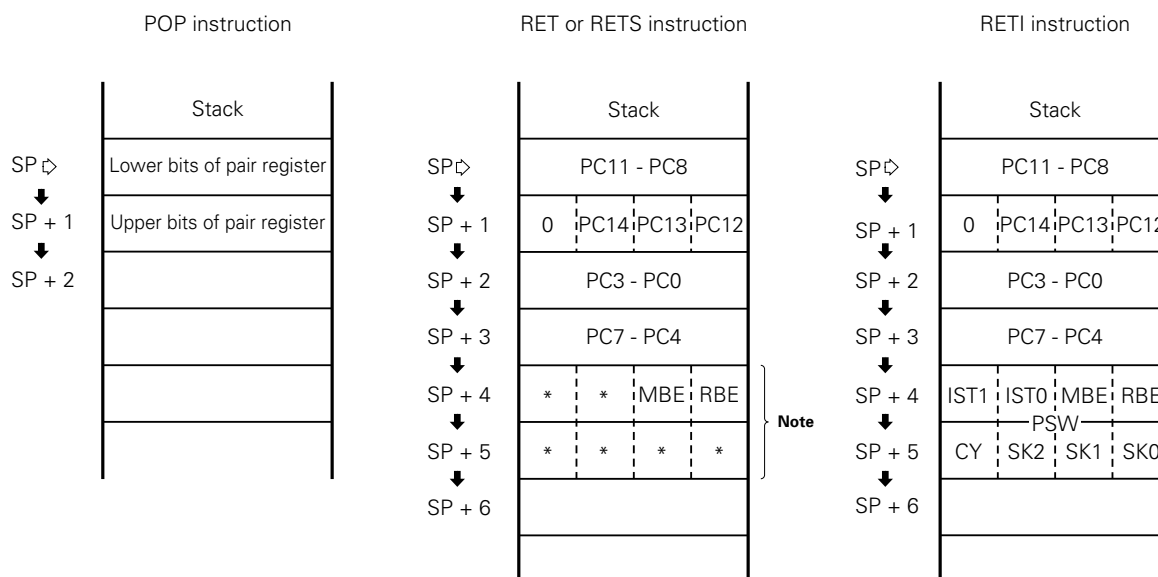 POP instruction
Stack
SP
Lower bits of pair register
SP + 1
Upper bits of pair register
SP + 2
RET or RETS instruction
Stack
SP
PC11 - PC8
SP + 1
0 PC14 PC13 PC12
SP + 2
PC3 - PC0
SP + 3
PC7 - PC4
SP + 4
* * MBE RBE
SP + 5
* * * *
Note
SP + 6
RETI instruction
Stack
SP
PC11 - PC8
SP + 1
0 PC14 PC13 PC12
SP + 2
PC3 - PC0
SP + 3
PC7 - PC4
SP + 4
IST1 IST0 MBE RBE
PSW
SP + 5
CY SK2 SK1 SK0
SP + 6